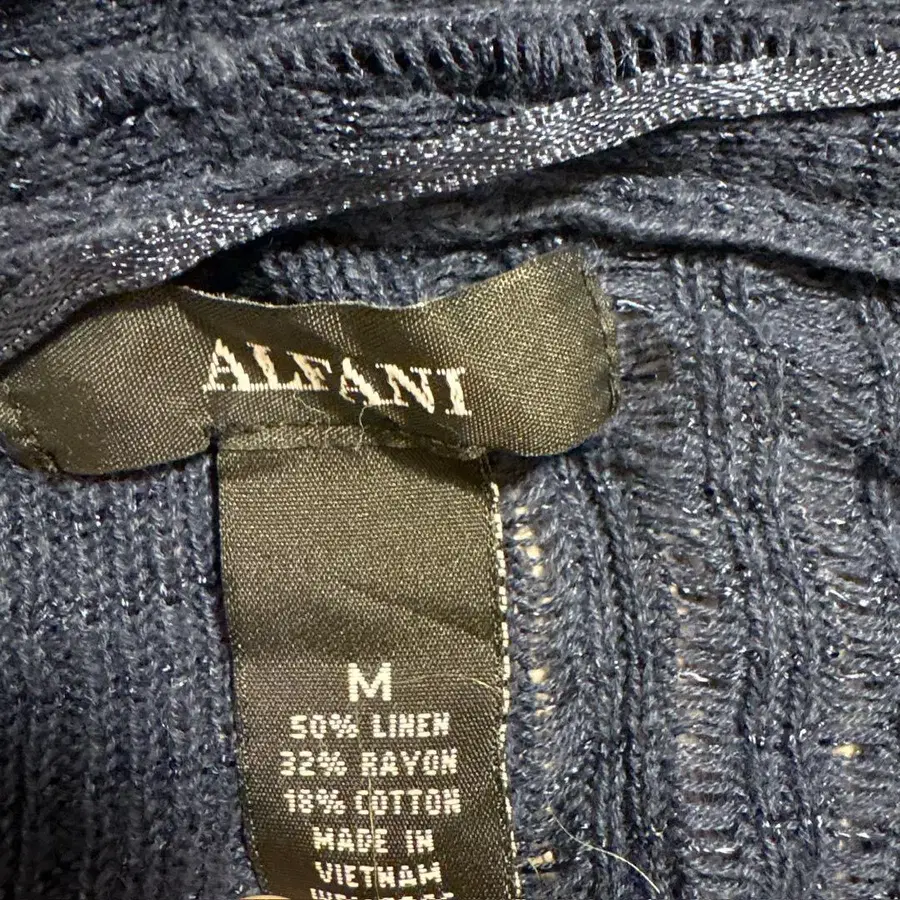 ALFANI
M
50% LINEN
32% RAYON
18% COTTON
MADE IN
VIETNAM